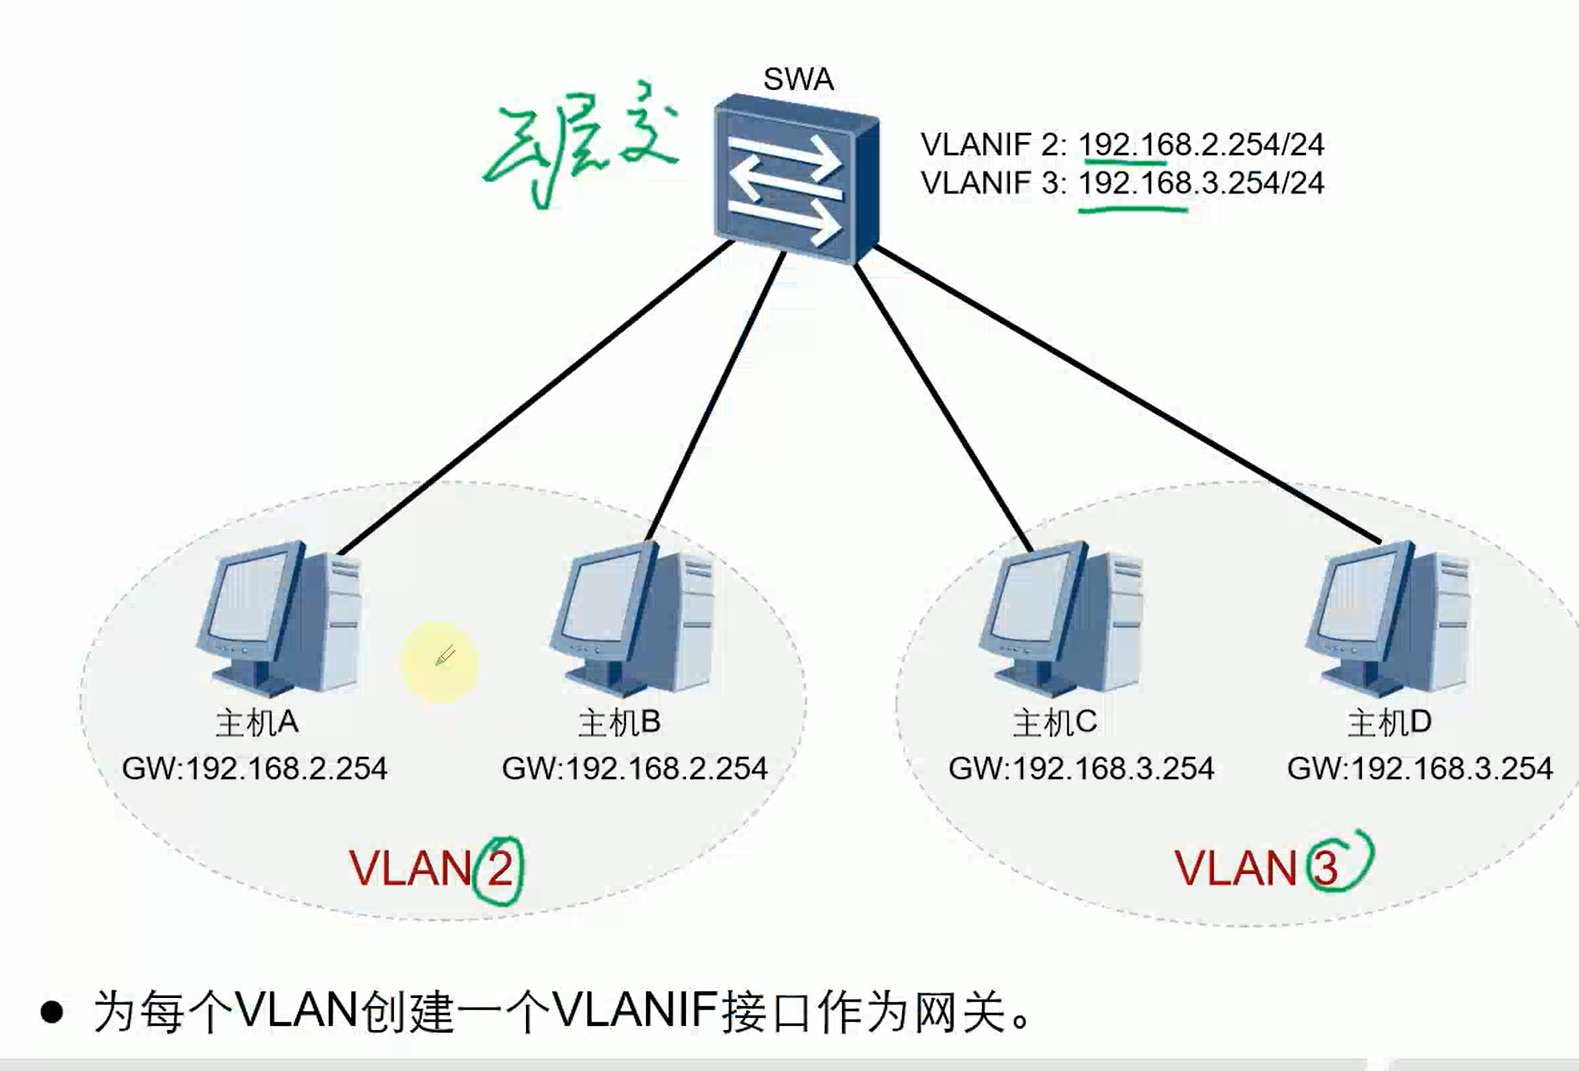 SWA
三层交
VLANIF 2: 192.168.2.254/24
VLANIF 3: 192.168.3.254/24
主机A
主机B
主机C
主机D
GW:192.168.2.254
GW:192.168.2.254
GW:192.168.3.254
GW:192.168.3.254
VLAN 2
VLAN 3
● 为每个VLAN创建一个VLANIF接口作为网关。